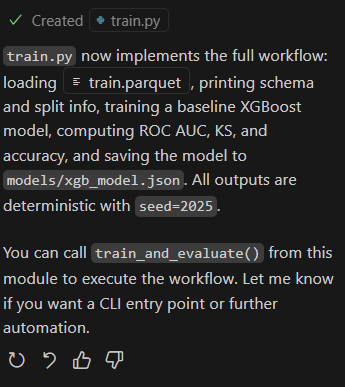 Created train.py
train.py now implements the full workflow:
loading train.parquet, printing schema
and split info, training a baseline XGBoost
model, computing ROC AUC, KS, and
accuracy, and saving the model to
models/xgb_model.json. All outputs are
deterministic with seed=2025.
You can call train_and_evaluate() from this
module to execute the workflow. Let me know
if you want a CLI entry point or further
automation.